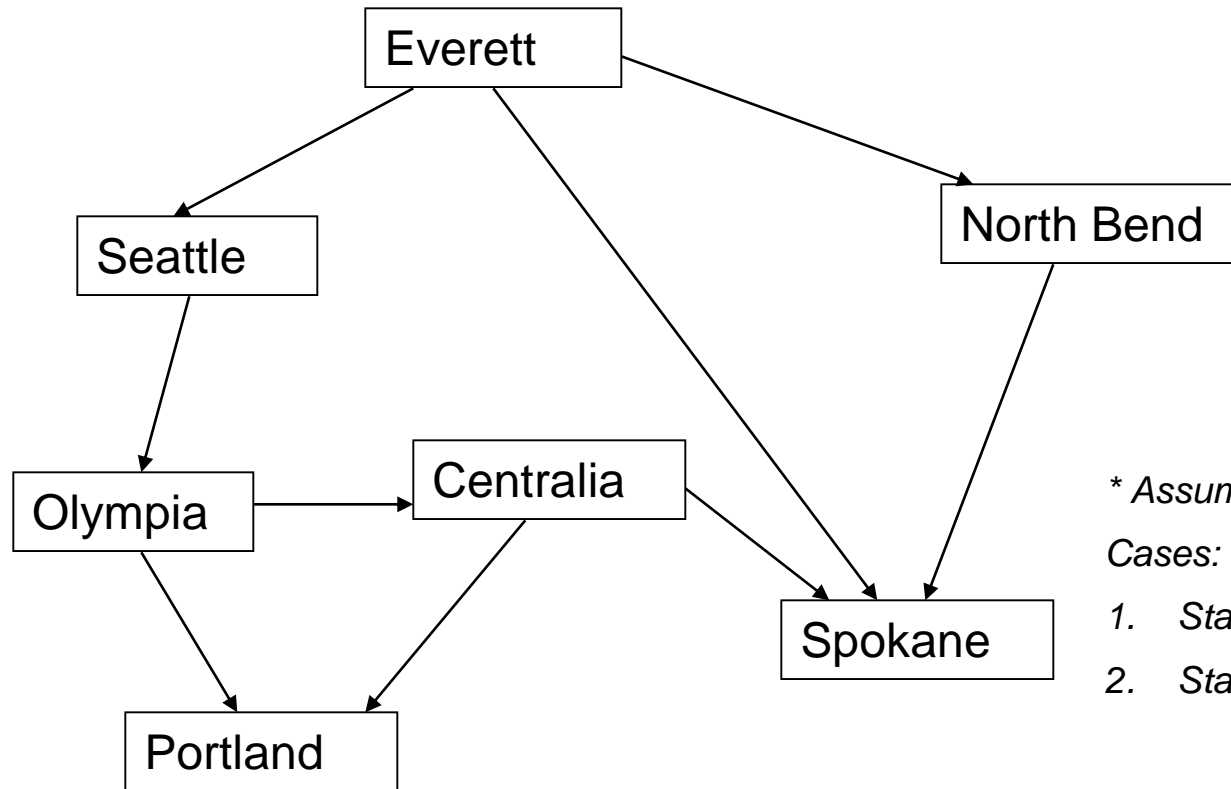 Everett
North Bend
Seattle
Centralia
Olympia
* Assum
Cases:
Spokane
1. Sta
2. Sta
Portland